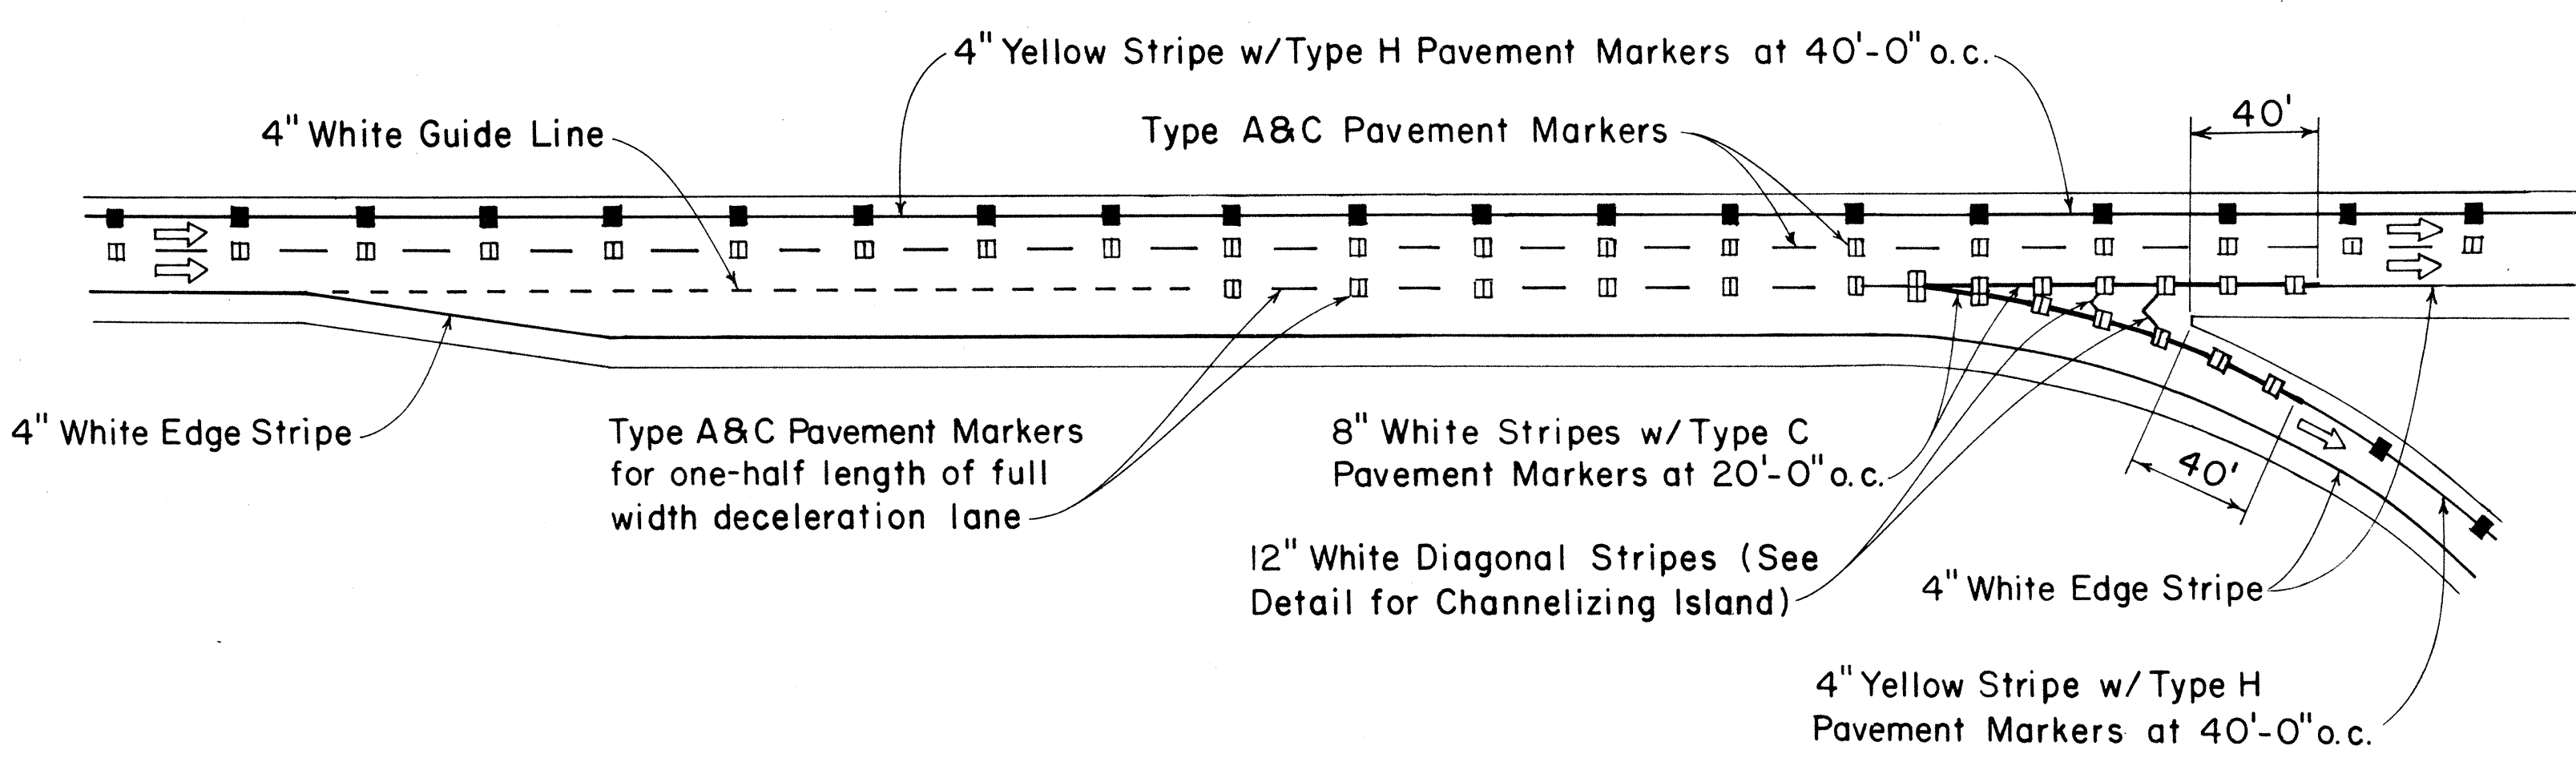 4" Yellow Stripe w/Type H Pavement Markers at 40'-0" o.c.
4" White Guide Line
Type A&C Pavement Markers
40'
4" White Edge Stripe
Type A&C Pavement Markers
for one-half length of full
width deceleration lane
8" White Stripes w/Type C
Pavement Markers at 20'-0" o.c.
40'
12" White Diagonal Stripes (See
Detail for Channelizing Island)
4" White Edge Stripe
4" Yellow Stripe w/Type H
Pavement Markers at 40'-0" o.c.